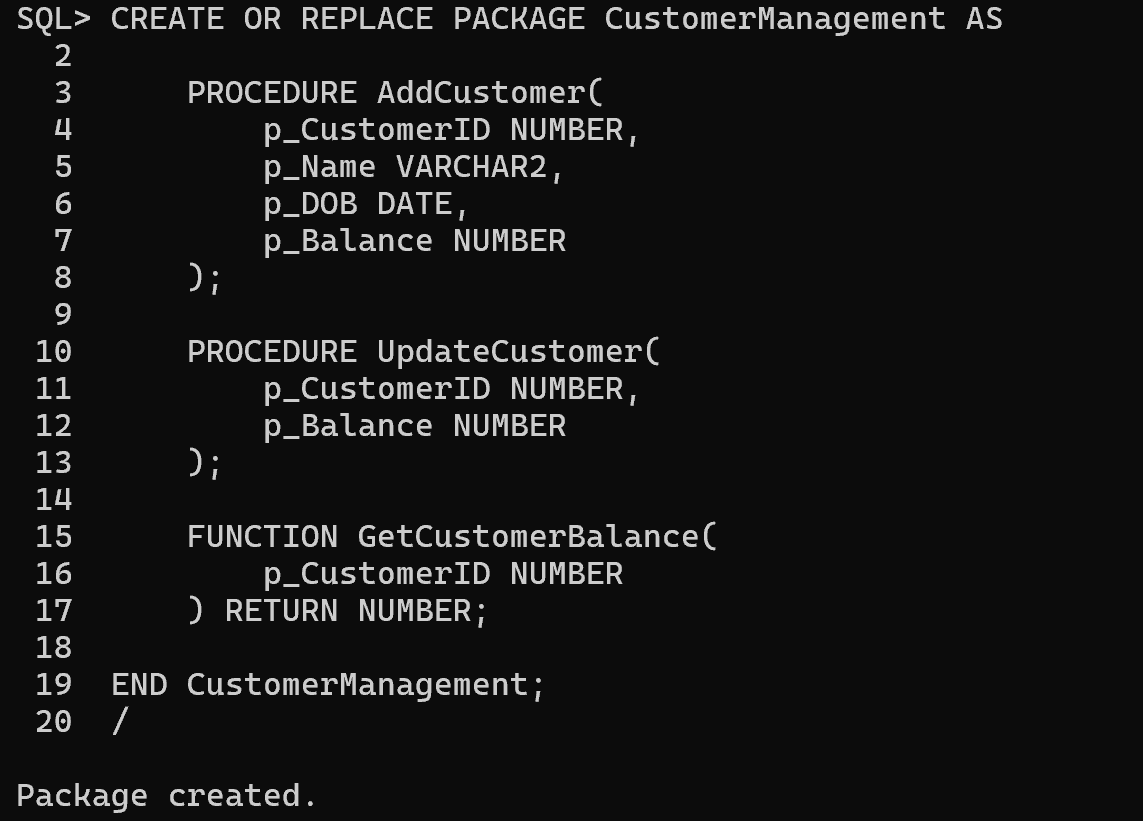 SQL> CREATE OR REPLACE PACKAGE CustomerManagement AS
  2
  3      PROCEDURE AddCustomer(
  4          p_CustomerID NUMBER,
  5          p_Name VARCHAR2,
  6          p_DOB DATE,
  7          p_Balance NUMBER
  8      );
  9
 10      PROCEDURE UpdateCustomer(
 11          p_CustomerID NUMBER,
 12          p_Balance NUMBER
 13      );
 14
 15      FUNCTION GetCustomerBalance(
 16          p_CustomerID NUMBER
 17      ) RETURN NUMBER;
 18
 19  END CustomerManagement;
 20  /

Package created.